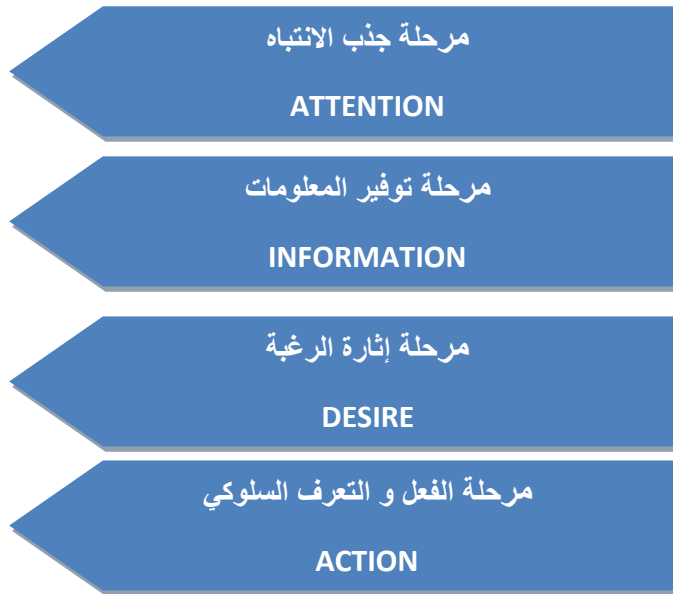 مرحلة جذب الانتباه
ATTENTION
مرحلة توفير المعلومات
INFORMATION
مرحلة إثارة الرغبة
DESIRE
مرحلة الفعل و التعرف السلوكي
ACTION